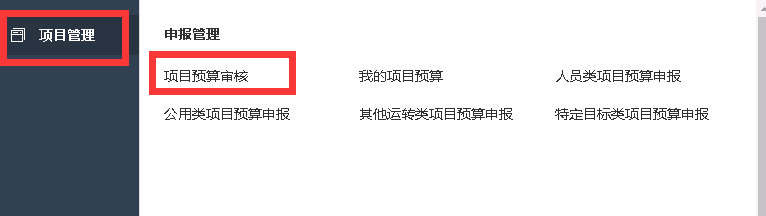 项目管理
申报管理
项目预算审核 我的项目预算 人员类项目预算申报
公用类项目预算申报 其他运转类项目预算申报 特定目标类项目预算申报